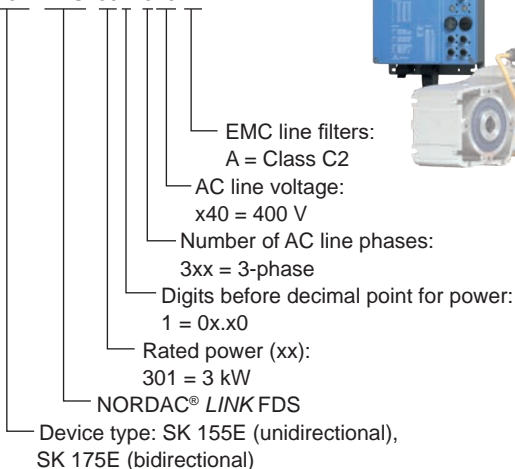 EMC line filters:
A = Class C2
AC line voltage:
x40 = 400 V
Number of AC line phases:
3xx = 3-phase
Digits before decimal point for power:
1 = 0x.x0
Rated power (xx):
301 = 3 kW
NORDAC® LINK FDS
Device type: SK 155E (unidirectional),
SK 175E (bidirectional)